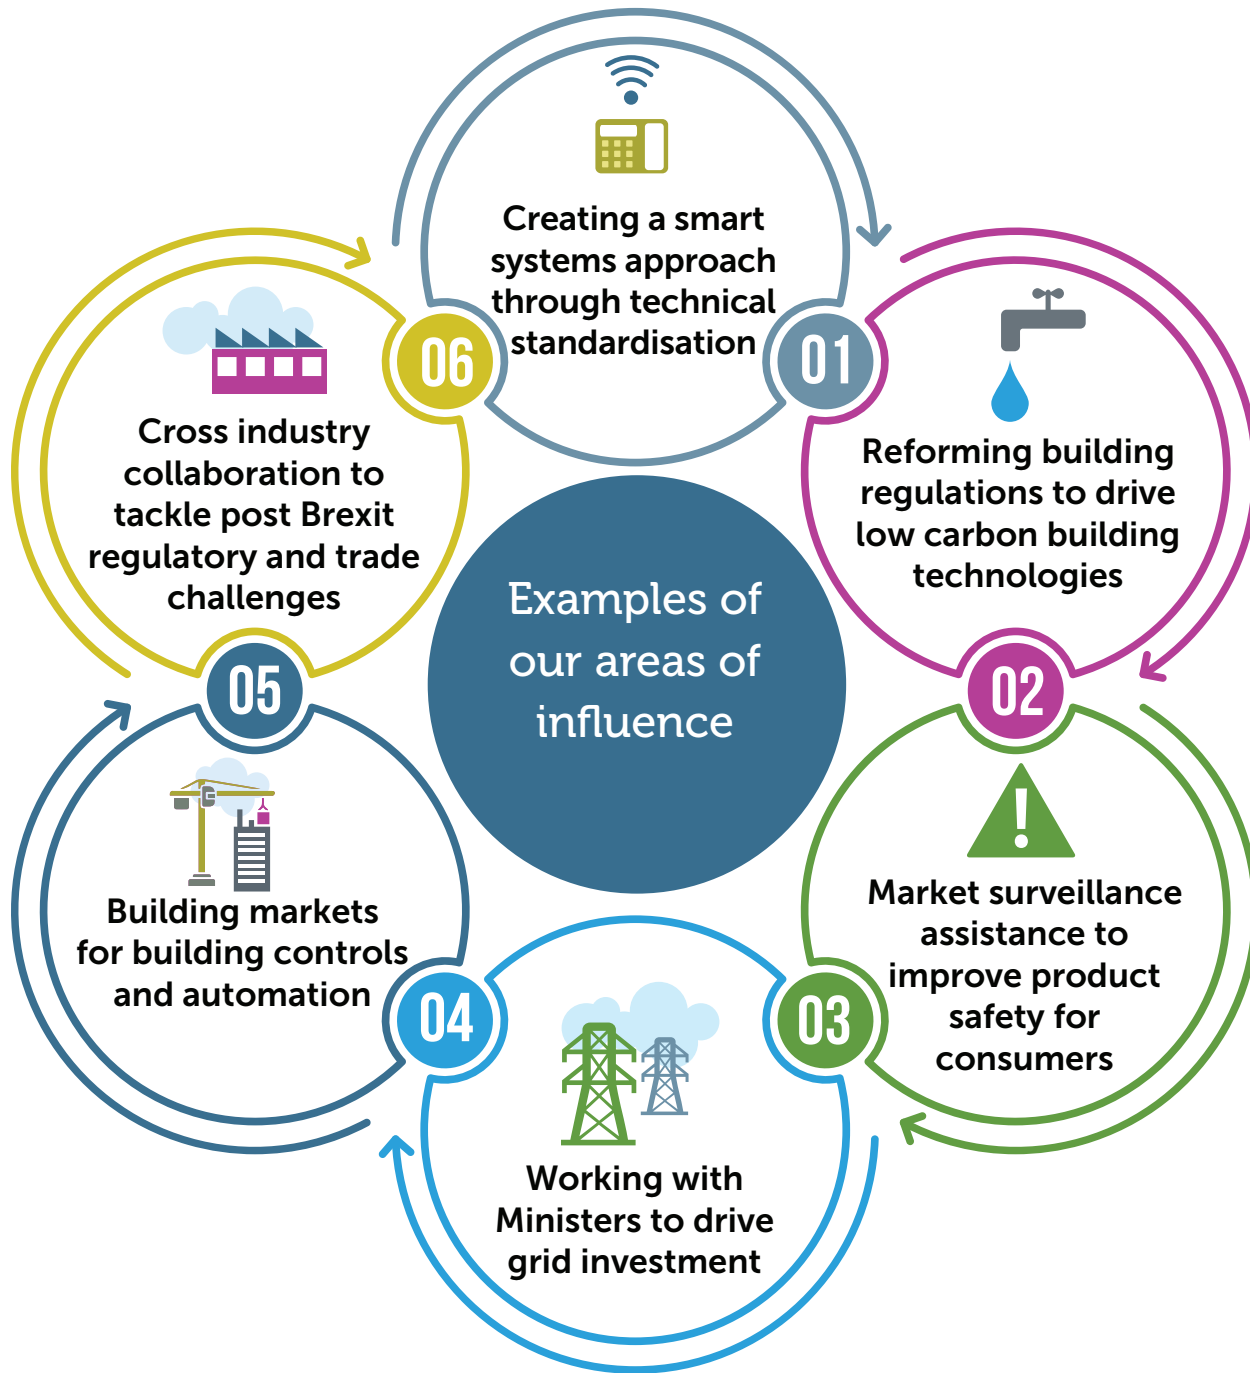 Creating a smart
systems approach
through technical
standardisation
01
Reforming building
regulations to drive
low carbon building
technologies
02
Market surveillance
assistance to
improve product
safety for
consumers
03
Working with
Ministers to drive
grid investment
04
Building markets
for building controls
and automation
05
Cross industry
collaboration to
tackle post Brexit
regulatory and trade
challenges
06
Examples of
our areas of
influence